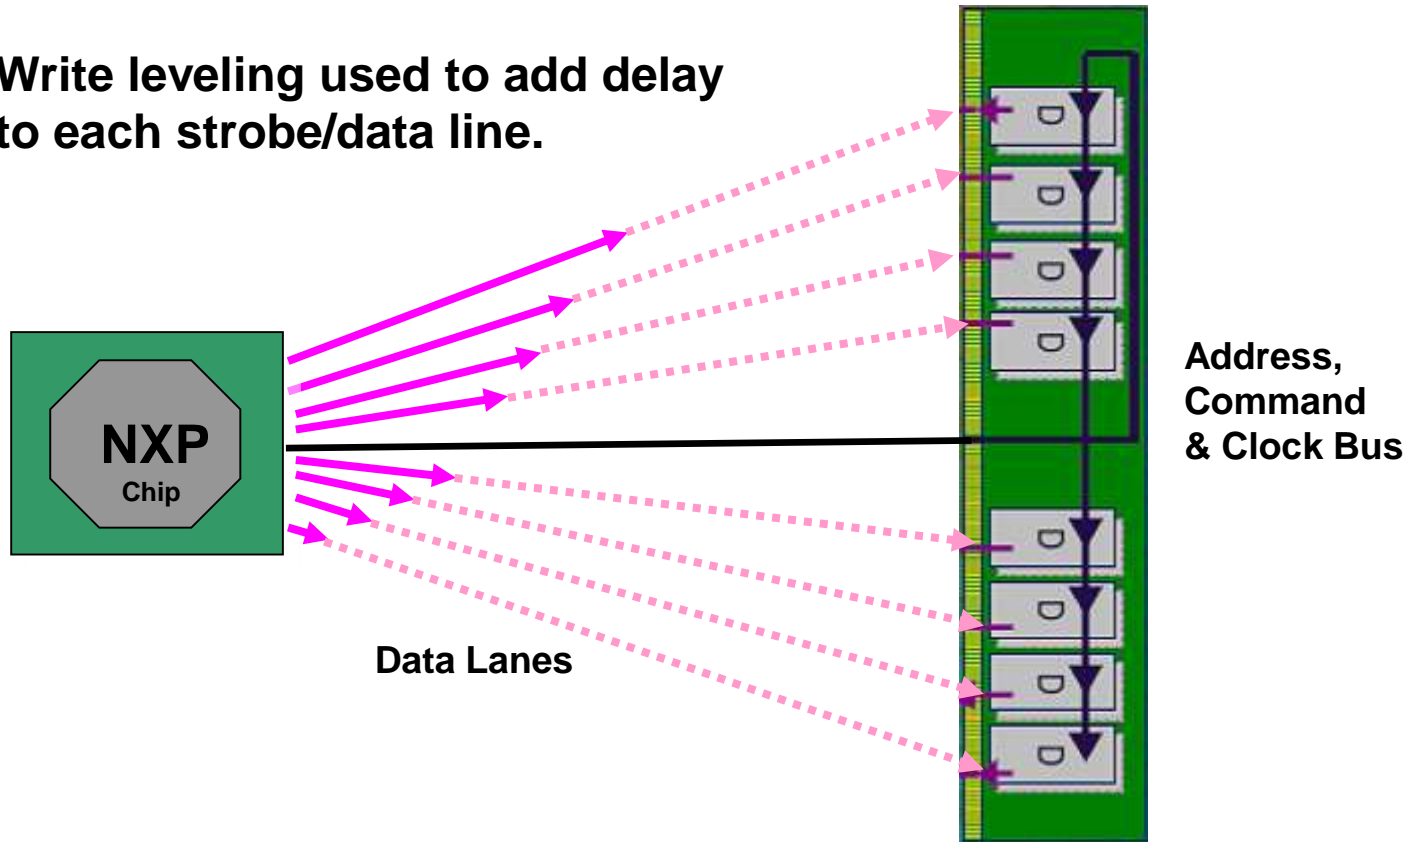 Write leveling used to add delay
to each strobe/data line.
NXP
Chip
Data Lanes
Address,
Command
& Clock Bus
D
D
D
D
D
D
D
D